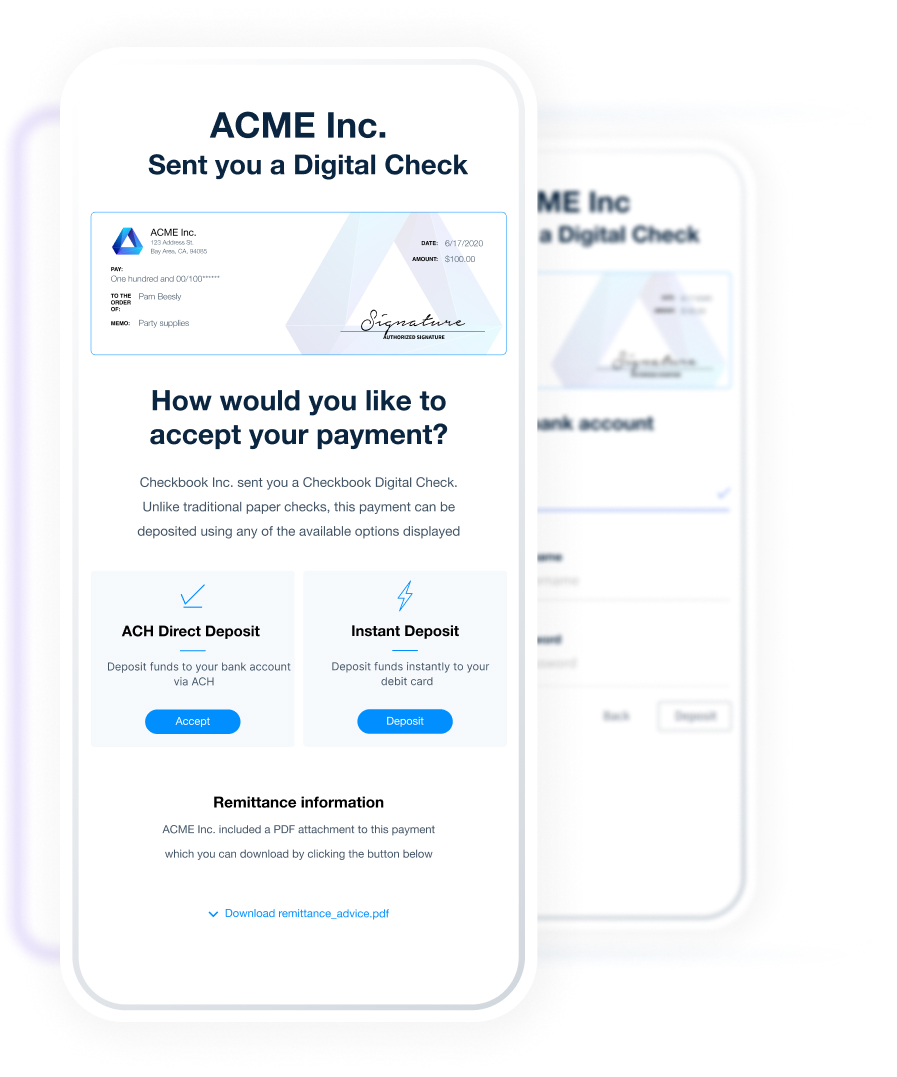 ACME Inc.
Sent you a Digital Check
ACME Inc.
123 Address St.
Bay Area, CA, 94065
DATE: 6/17/2020
AMOUNT: $100,00
PAY:
One hundred and 00/100******
TO THE
ORDER
OF:
Pam Beesly
MEMO: Party supplies
Signature
AUTHORIZED SIGNATURE
How would you like to
accept your payment?
Checkbook Inc. sent you a Checkbook Digital Check.
Unlike traditional paper checks, this payment can be
deposited using any of the available options displayed
ACH Direct Deposit
Deposit funds to your bank account
via ACH
Accept
Instant Deposit
Deposit funds instantly to your
debit card
Deposit
Remittance information
ACME Inc. included a PDF attachment to this payment
which you can download by clicking the button below
Download remittance_advice.pdf
ME Inc
a Digital Check
Signature
ank account
ame
word
Back
Deposit